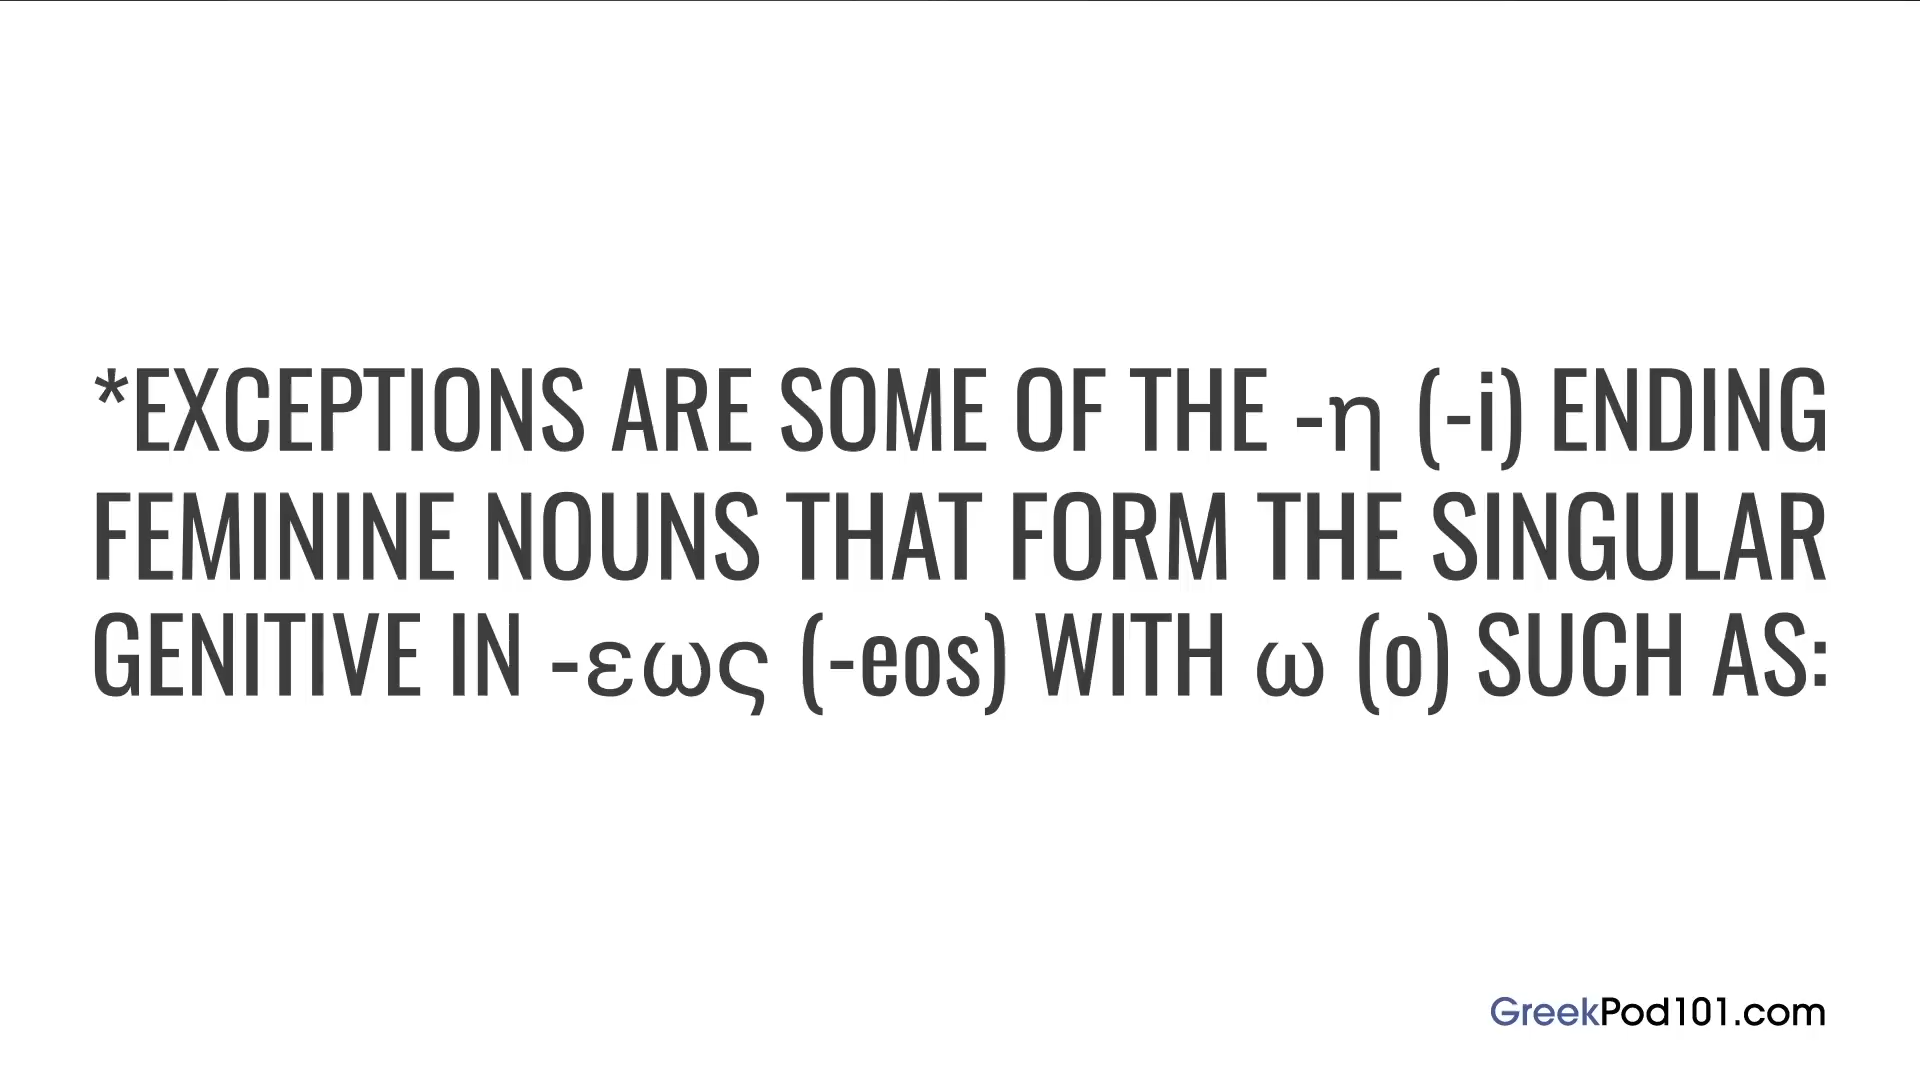 *EXCEPTIONS ARE SOME OF THE -η (-i) ENDING
FEMININE NOUNS THAT FORM THE SINGULAR
GENITIVE IN -εως (-eos) WITH ω (o) SUCH AS:
GreekPod101.com